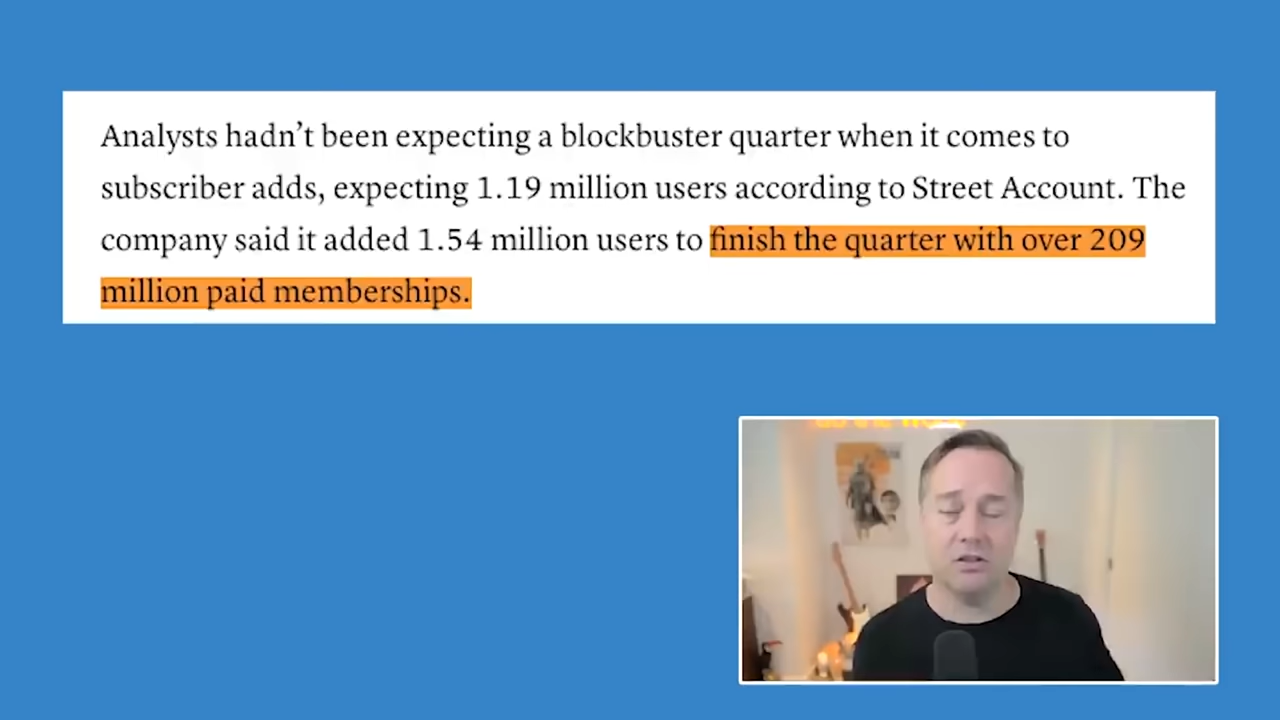 Analysts hadn’t been expecting a blockbuster quarter when it comes to
subscriber adds, expecting 1.19 million users according to Street Account. The
company said it added 1.54 million users to finish the quarter with over 209
million paid memberships.